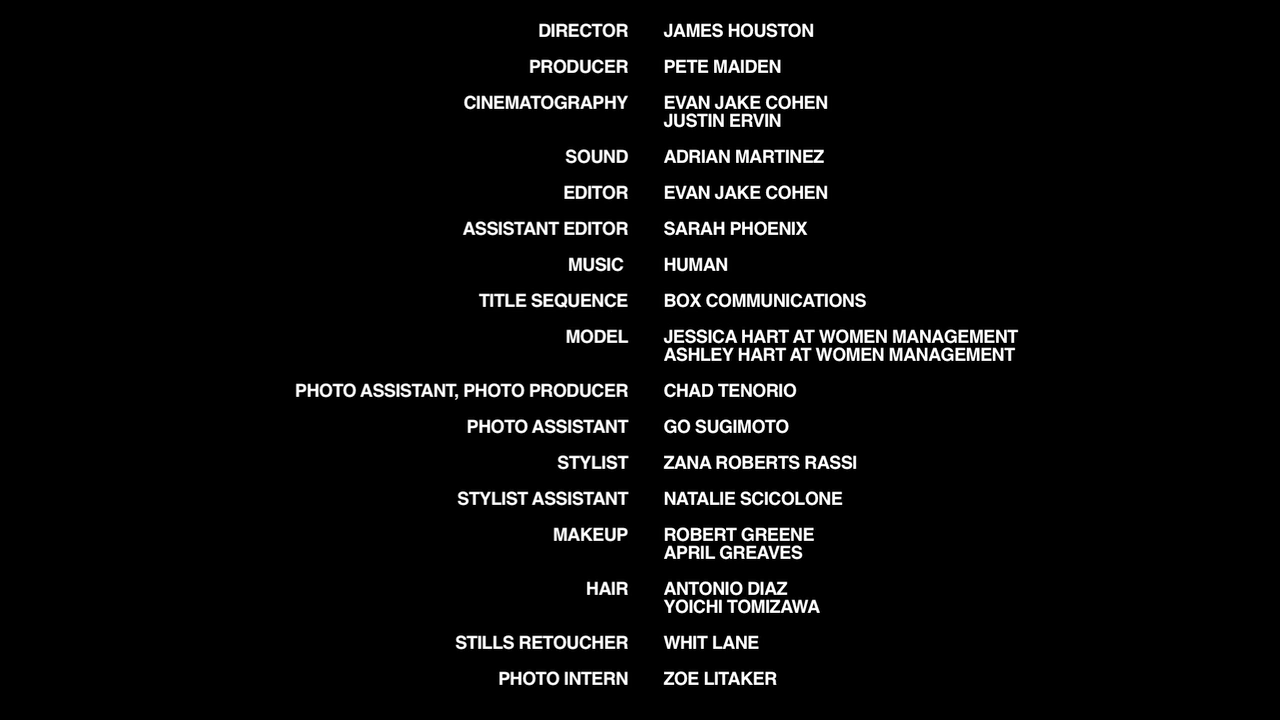 DIRECTOR JAMES HOUSTON
PRODUCER PETE MAIDEN
CINEMATOGRAPHY EVAN JAKE COHEN
JUSTIN ERVIN
SOUND ADRIAN MARTINEZ
EDITOR EVAN JAKE COHEN
ASSISTANT EDITOR SARAH PHOENIX
MUSIC HUMAN
TITLE SEQUENCE BOX COMMUNICATIONS
MODEL JESSICA HART AT WOMEN MANAGEMENT
ASHLEY HART AT WOMEN MANAGEMENT
PHOTO ASSISTANT, PHOTO PRODUCER CHAD TENORIO
PHOTO ASSISTANT GO SUGIMOTO
STYLIST ZANA ROBERTS RASSI
STYLIST ASSISTANT NATALIE SCICOLONE
MAKEUP ROBERT GREENE
APRIL GREAVES
HAIR ANTONIO DIAZ
YOICHI TOMIZAWA
STILLS RETOUCHER WHIT LANE
PHOTO INTERN ZOE LITAKER